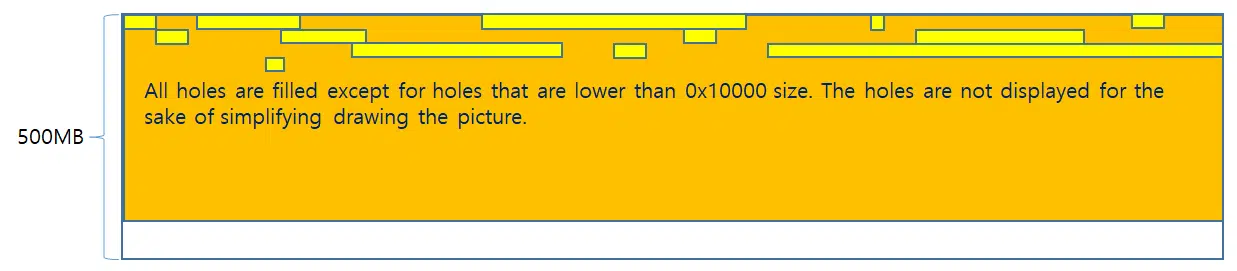 All holes are filled except for holes that are lower than 0x10000 size. The holes are not displayed for the
sake of simplifying drawing the picture.
500MB